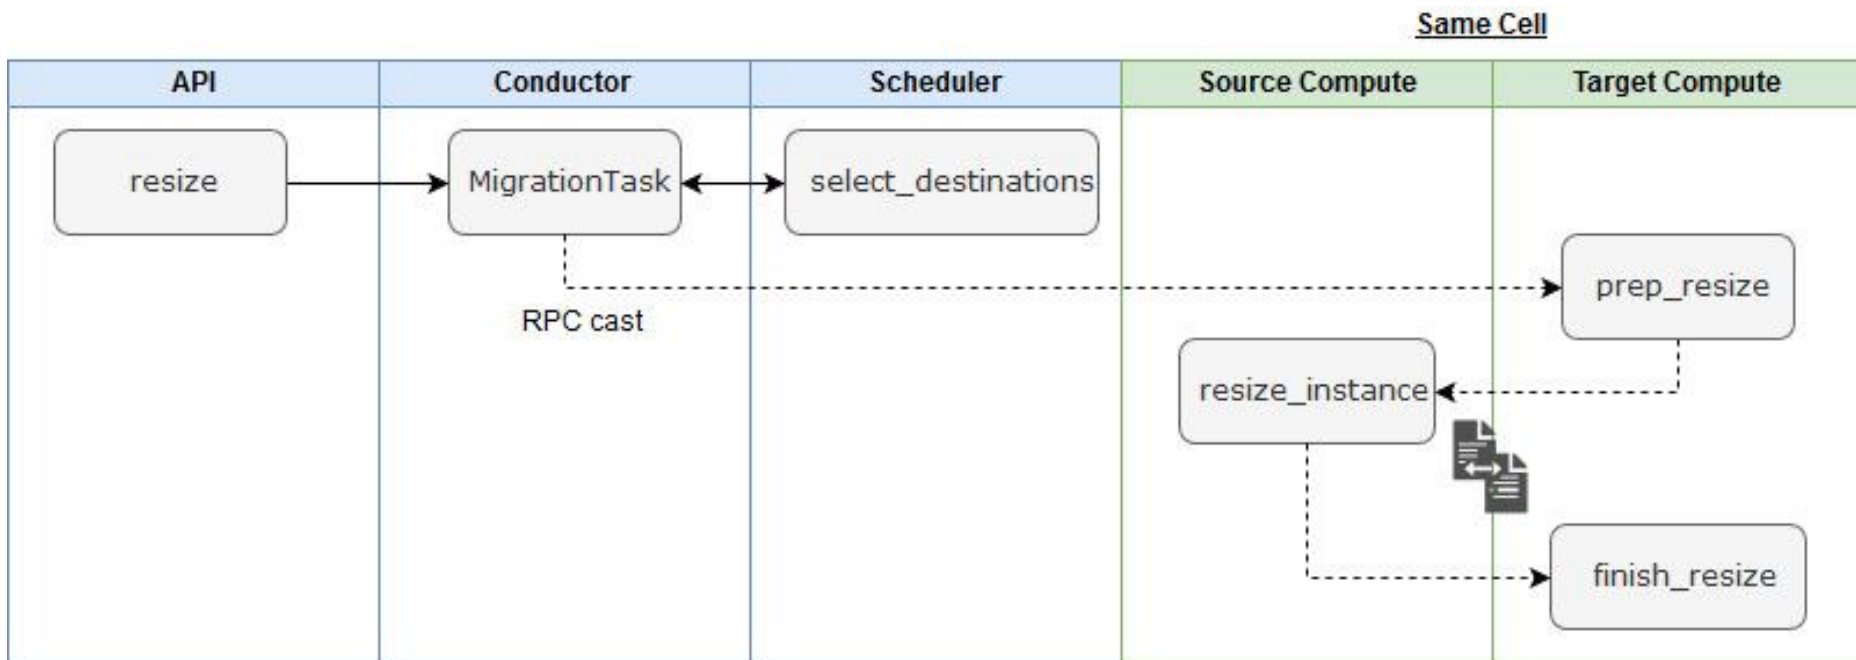 Same Cell
API
Conductor
Scheduler
Source Compute
Target Compute
resize
MigrationTask
select_destinations
prep_resize
RPC cast
resize_instance
finish_resize